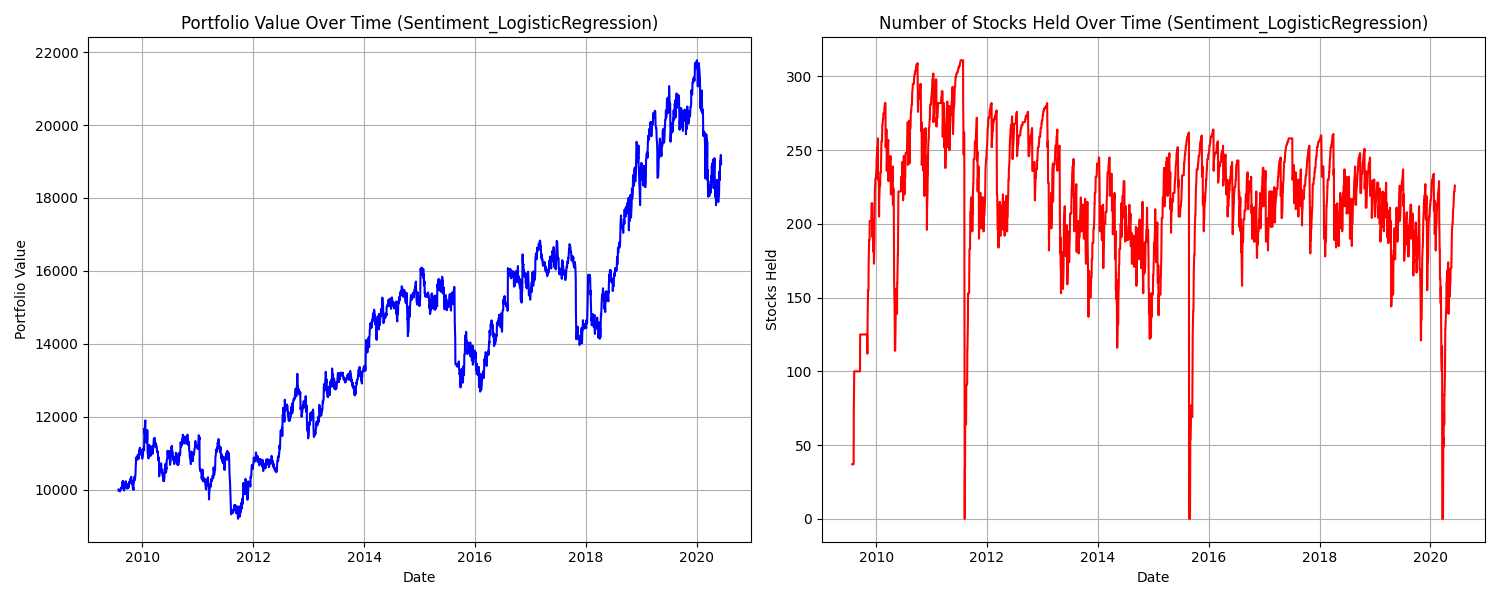 Portfolio Value Over Time (Sentiment_LogisticRegression)
Portfolio Value
22000
20000
18000
16000
14000
12000
10000
2010 2012 2014 2016 2018 2020
Date
Number of Stocks Held Over Time (Sentiment_LogisticRegression)
Stocks Held
300
250
200
150
100
50
0
2010 2012 2014 2016 2018 2020
Date